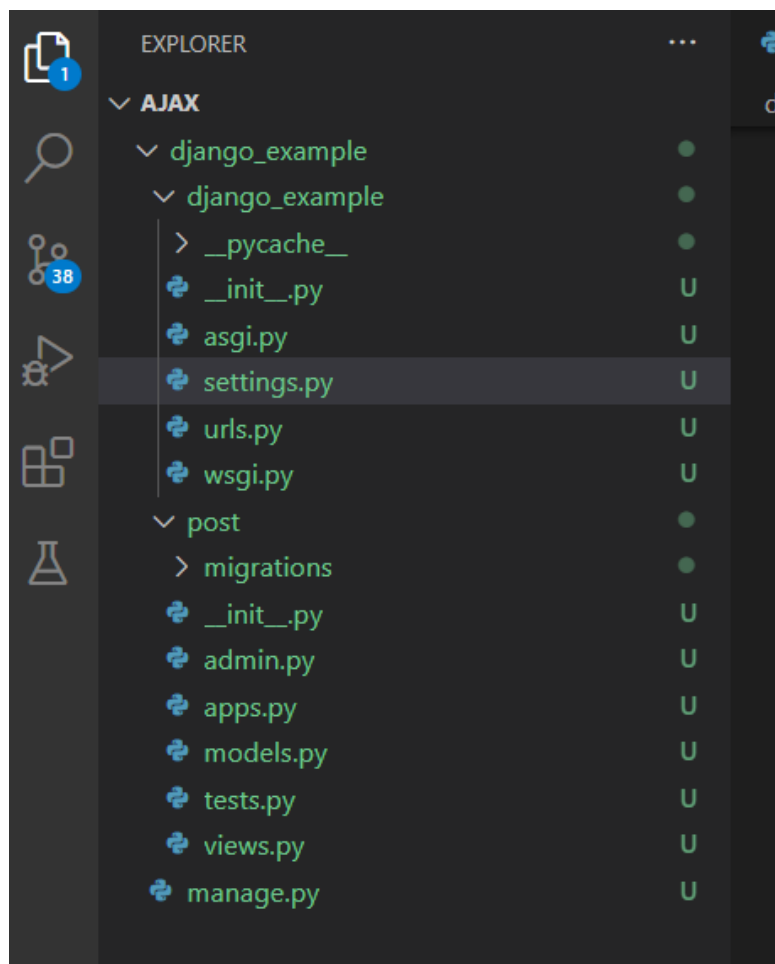 EXPLORER ...
1
AJAX
django_example
django_example
__pycache__
__init__.py U
asgi.py U
settings.py U
38
urls.py U
wsgi.py U
post
migrations
__init__.py U
admin.py U
apps.py U
models.py U
tests.py U
views.py U
manage.py U